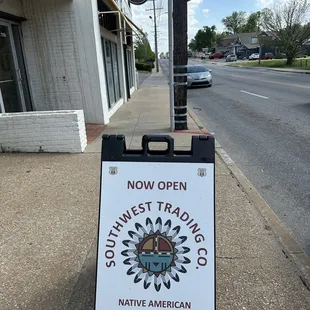 NOW OPEN
SOUTHWEST TRADING CO.
NATIVE AMERICAN